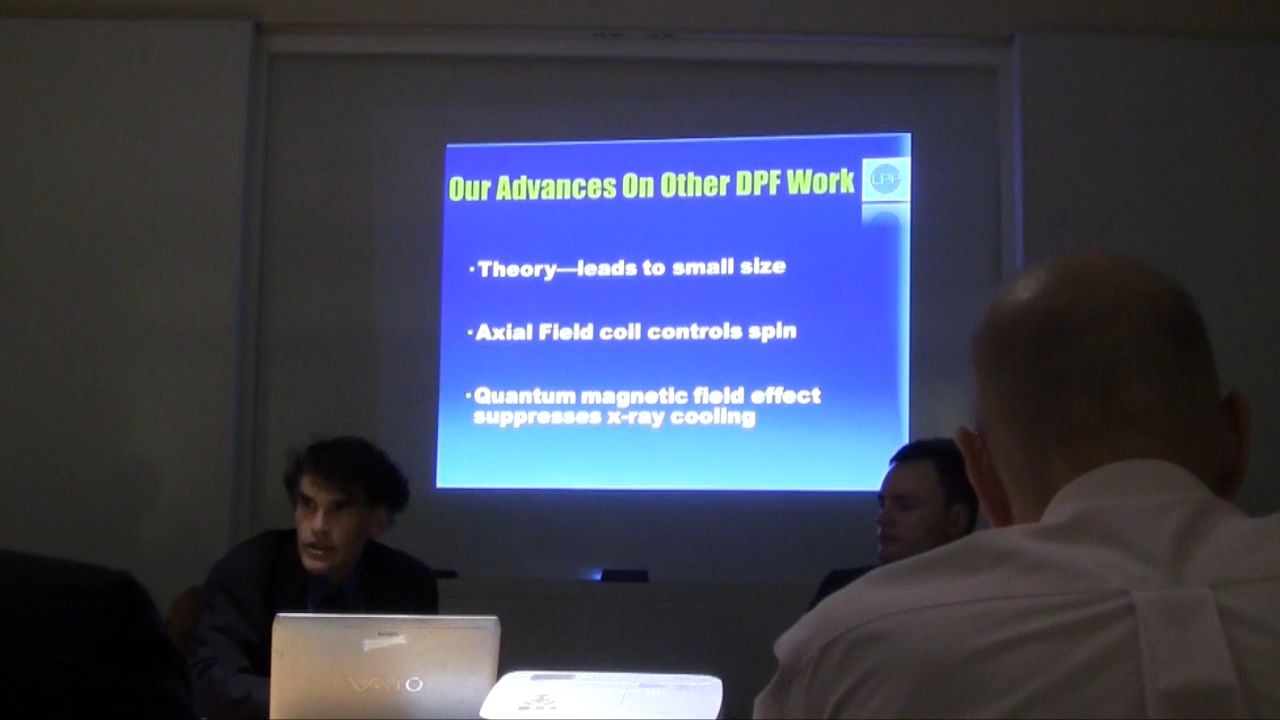 Our Advances On Other DPF Work
LPP
·Theory—leads to small size
·Axial Field coil controls spin
·Quantum magnetic field effect
suppresses x-ray cooling
VAIO